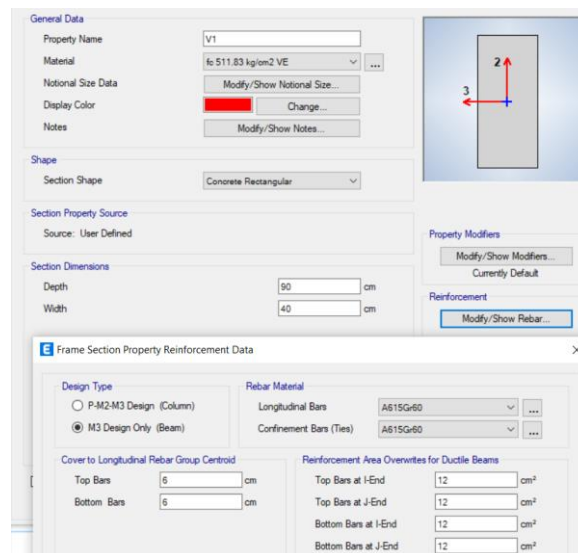 General Data
Property Name V1
Material fc 511.83 kg/cm2 VE ...
Notional Size Data Modify/Show Notional Size...
Display Color Change...
Notes Modify/Show Notes...
2
3
Shape
Section Shape Concrete Rectangular
Section Property Source
Source: User Defined
Property Modifiers
Modify/Show Modifiers...
Currently Default
Section Dimensions
Depth 90 cm
Width 40 cm
Reinforcement
Modify/Show Rebar...
E Frame Section Property Reinforcement Data
Design Type
P-M2-M3 Design (Column)
M3 Design Only (Beam)
Rebar Material
Longitudinal Bars A615Gr60 ...
Confinement Bars (Ties) A615Gr60 ...
Cover to Longitudinal Rebar Group Centroid
Top Bars 6 cm
Bottom Bars 6 cm
Reinforcement Area Overwrites for Ductile Beams
Top Bars at I-End 12 cm²
Top Bars at J-End 12 cm²
Bottom Bars at I-End 12 cm²
Bottom Bars at J-End 12 cm²